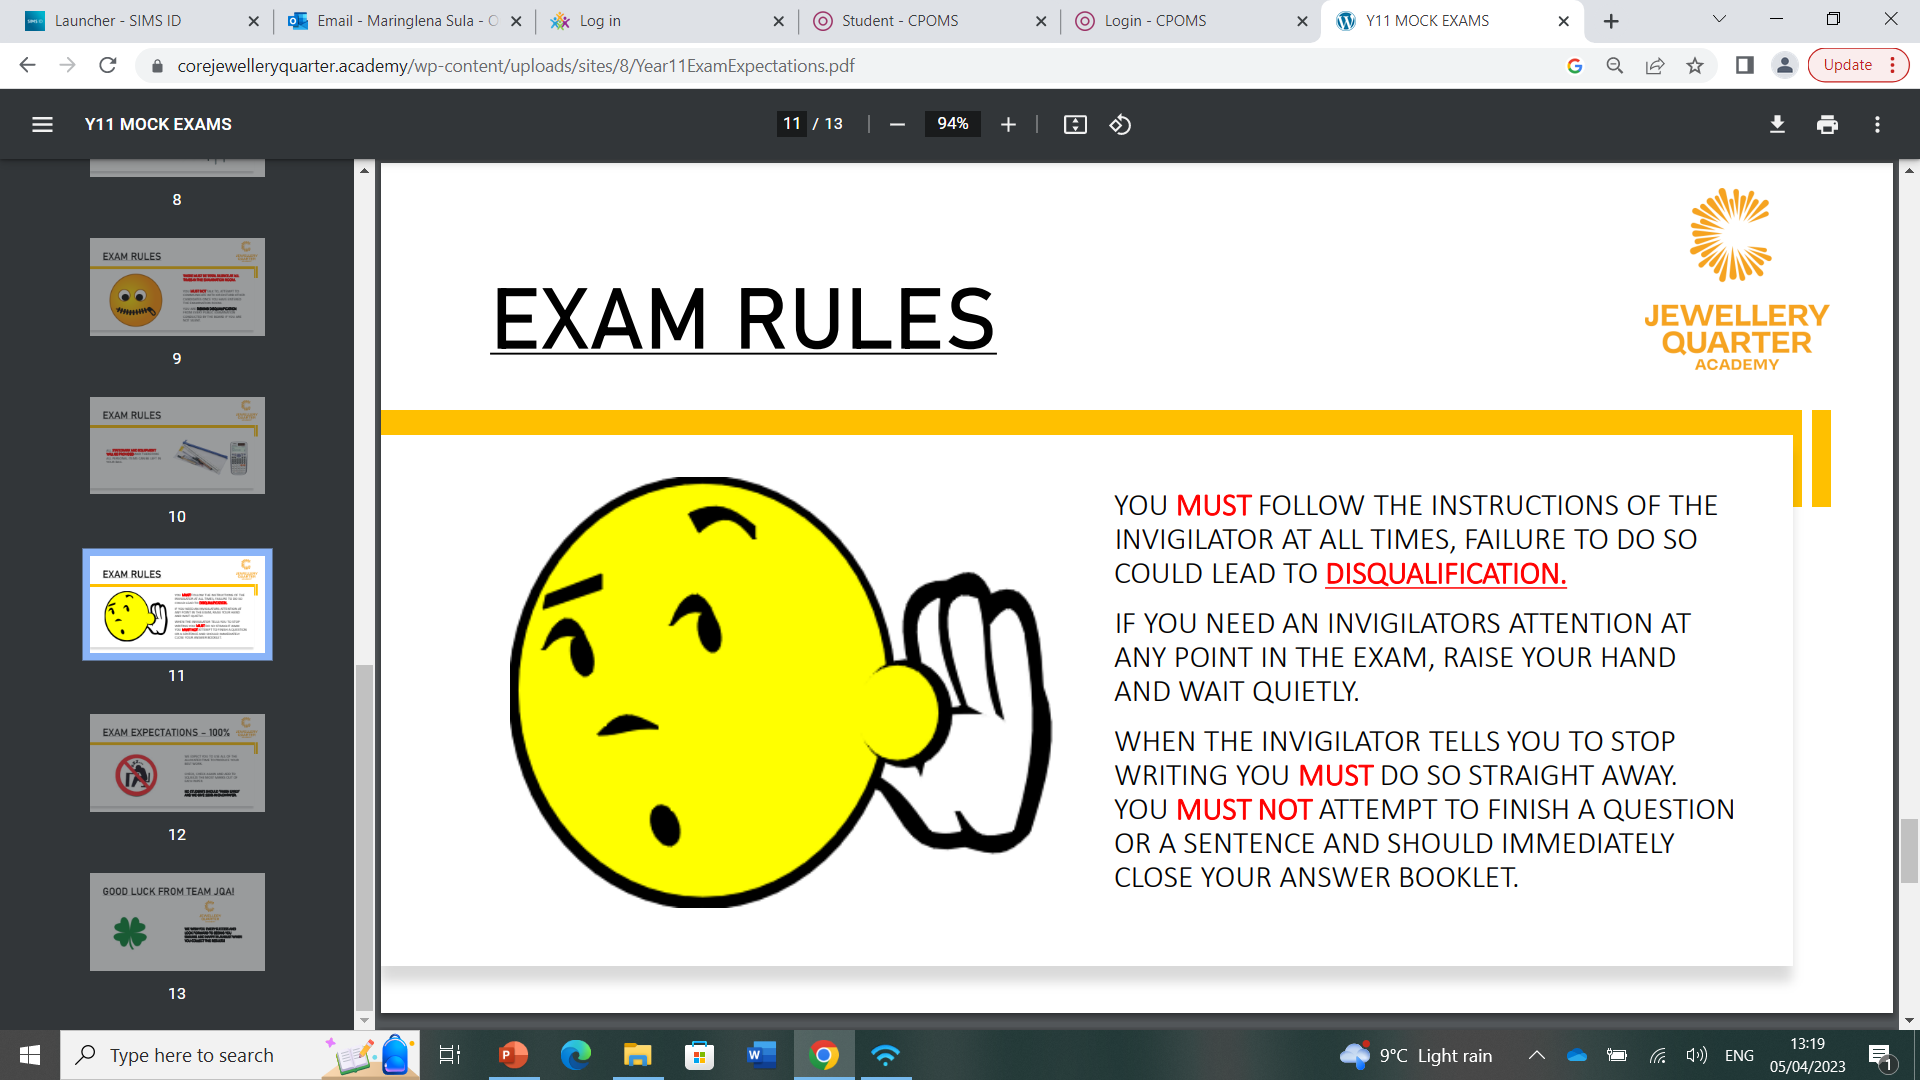 Launcher - SIMS ID
Email - Maringlena Sula - O
Log in
Student - CPOMS
Login - CPOMS
Y11 MOCK EXAMS
corejewelleryquarter.academy/wp-content/uploads/sites/8/Year11ExamExpectations.pdf
Update
Y11 MOCK EXAMS
11 / 13
94%
8
EXAM RULES
9
EXAM RULES
10
EXAM RULES
11
EXAM EXPECTATIONS – 100%
12
GOOD LUCK FROM TEAM JQA!
13
EXAM RULES
JEWELLERY
QUARTER
ACADEMY
YOU MUST FOLLOW THE INSTRUCTIONS OF THE
INVIGILATOR AT ALL TIMES, FAILURE TO DO SO
COULD LEAD TO DISQUALIFICATION.
IF YOU NEED AN INVIGILATORS ATTENTION AT
ANY POINT IN THE EXAM, RAISE YOUR HAND
AND WAIT QUIETLY.
WHEN THE INVIGILATOR TELLS YOU TO STOP
WRITING YOU MUST DO SO STRAIGHT AWAY.
YOU MUST NOT ATTEMPT TO FINISH A QUESTION
OR A SENTENCE AND SHOULD IMMEDIATELY
CLOSE YOUR ANSWER BOOKLET.
Type here to search
9°C Light rain
ENG
13:19
05/04/2023
1